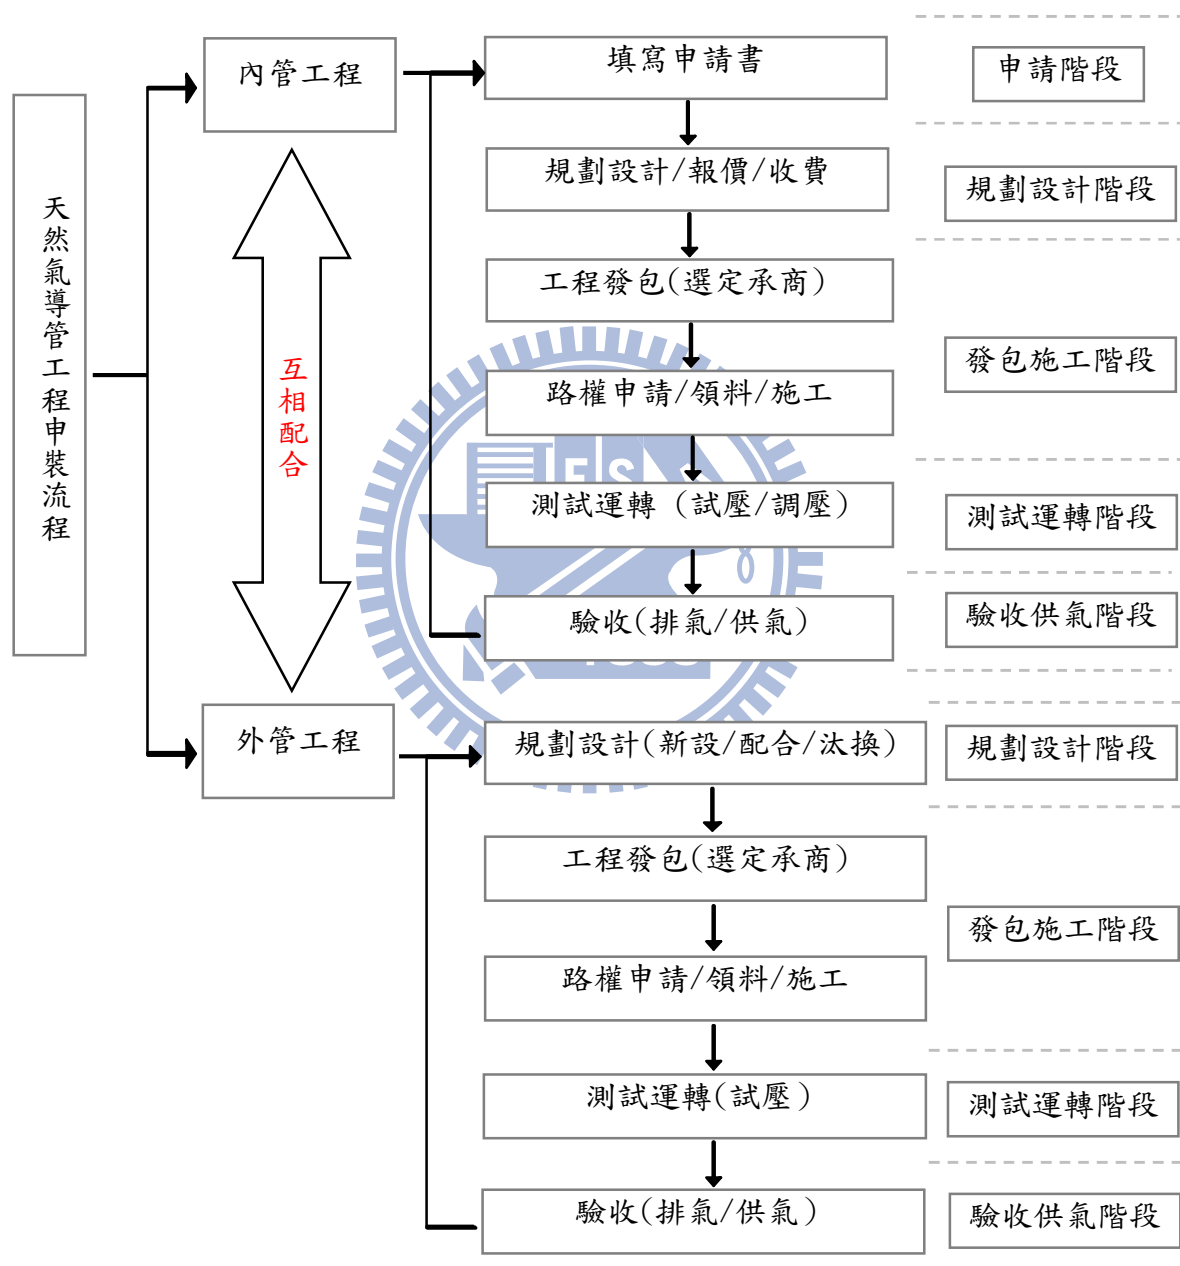 天然氣導管工程申裝流程
內管工程
互相配合
外管工程
填寫申請書
申請階段
規劃設計/報價/收費
規劃設計階段
工程發包(選定承商)
發包施工階段
路權申請/領料/施工
測試運轉 (試壓/調壓)
測試運轉階段
驗收(排氣/供氣)
驗收供氣階段
規劃設計(新設/配合/汰換)
規劃設計階段
工程發包(選定承商)
發包施工階段
路權申請/領料/施工
測試運轉(試壓)
測試運轉階段
驗收(排氣/供氣)
驗收供氣階段